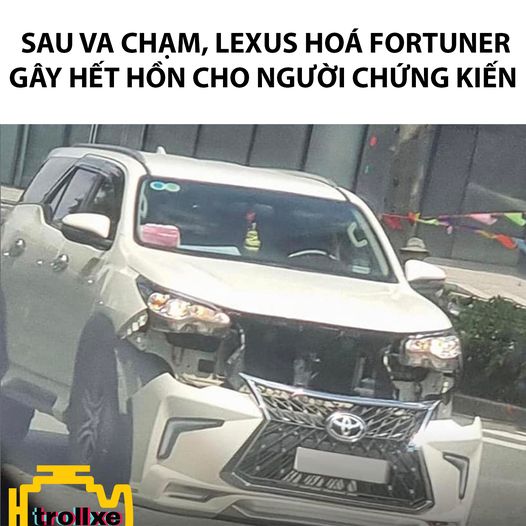 SAU VA CHẠM, LEXUS HOÁ FORTUNER
GÂY HẾT HỒN CHO NGƯỜI CHỨNG KIẾN
trollxe